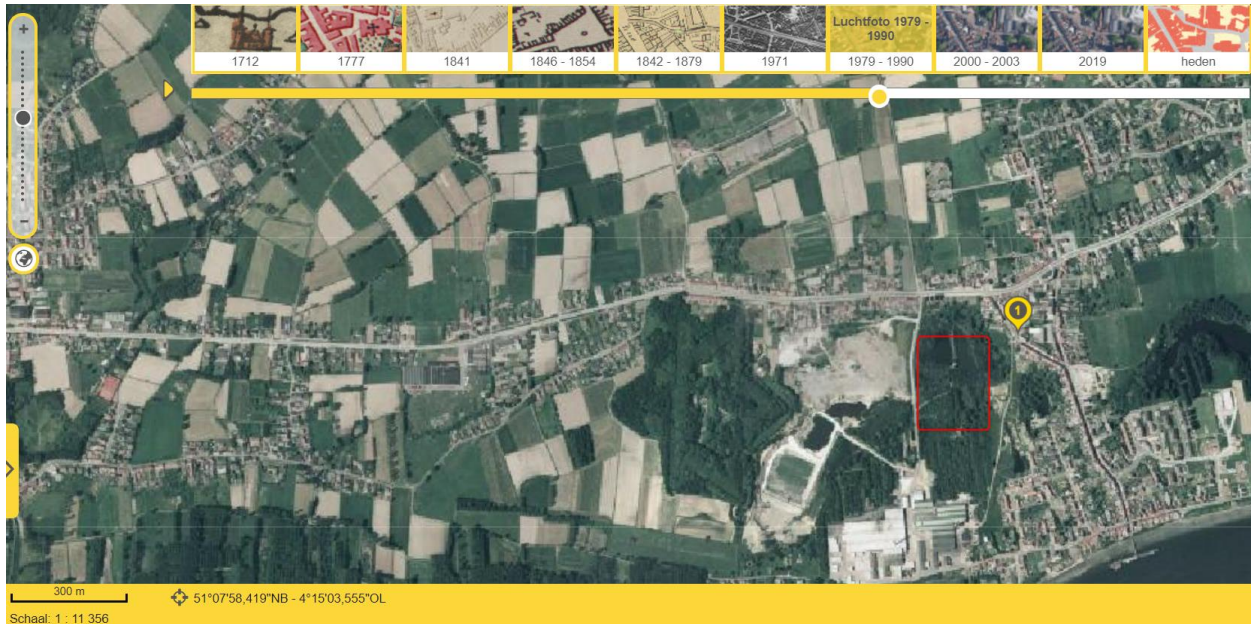 Luchtfoto 1979 -
1990
1712
1777
1841
1846 - 1854
1842 - 1879
1971
1979 - 1990
2000 - 2003
2019
heden
+
−
1
300 m
51°07'58,419"NB - 4°15'03,555"OL
Schaal: 1 : 11 356